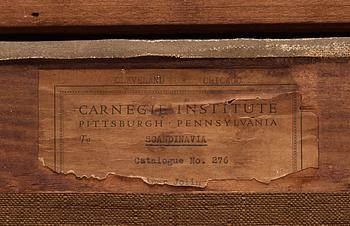 CLEVELAND CHICAGO
CARNEGIE INSTITUTE
PITTSBURGH · PENNSYLVANIA
To SCANDINAVIA
Catalogue No. 276